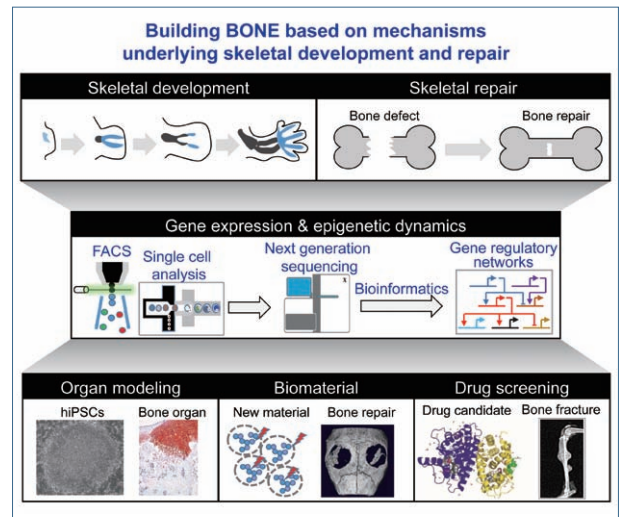 Building BONE based on mechanisms
underlying skeletal development and repair
Skeletal development
Skeletal repair
Bone defect
Bone repair
Gene expression & epigenetic dynamics
FACS
Single cell
analysis
Next generation
sequencing
x
Bioinformatics
Gene regulatory
networks
Organ modeling
hiPSCs
Bone organ
Biomaterial
New material
Bone repair
Drug screening
Drug candidate
Bone fracture